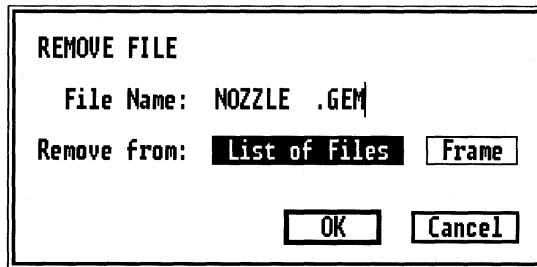 REMOVE FILE
File Name: NOZZLE .GEM
Remove from: List of Files Frame
OK Cancel